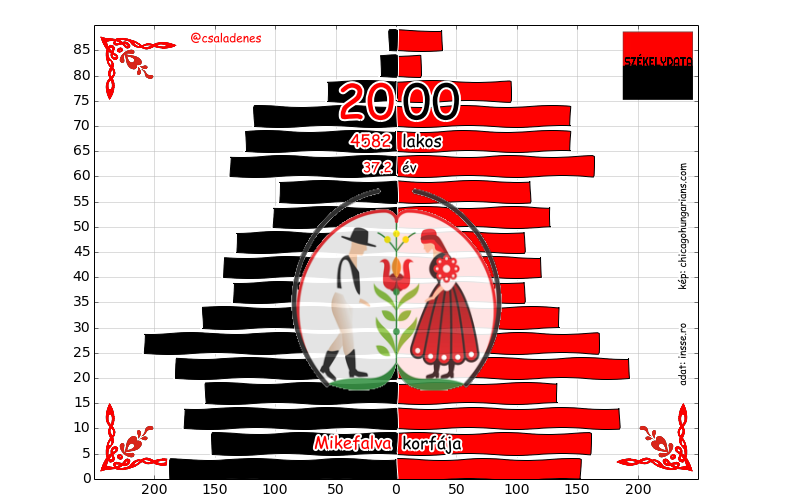 @csaladenes
SZÉKELYDATA
2000
4582 lakos
37.2 év
kép: chicagohungarians.com
adat: insse.ro
Mikefalva korfája
85
80
75
70
65
60
55
50
45
40
35
30
25
20
15
10
5
0
200 150 100 50 0 50 100 150 200